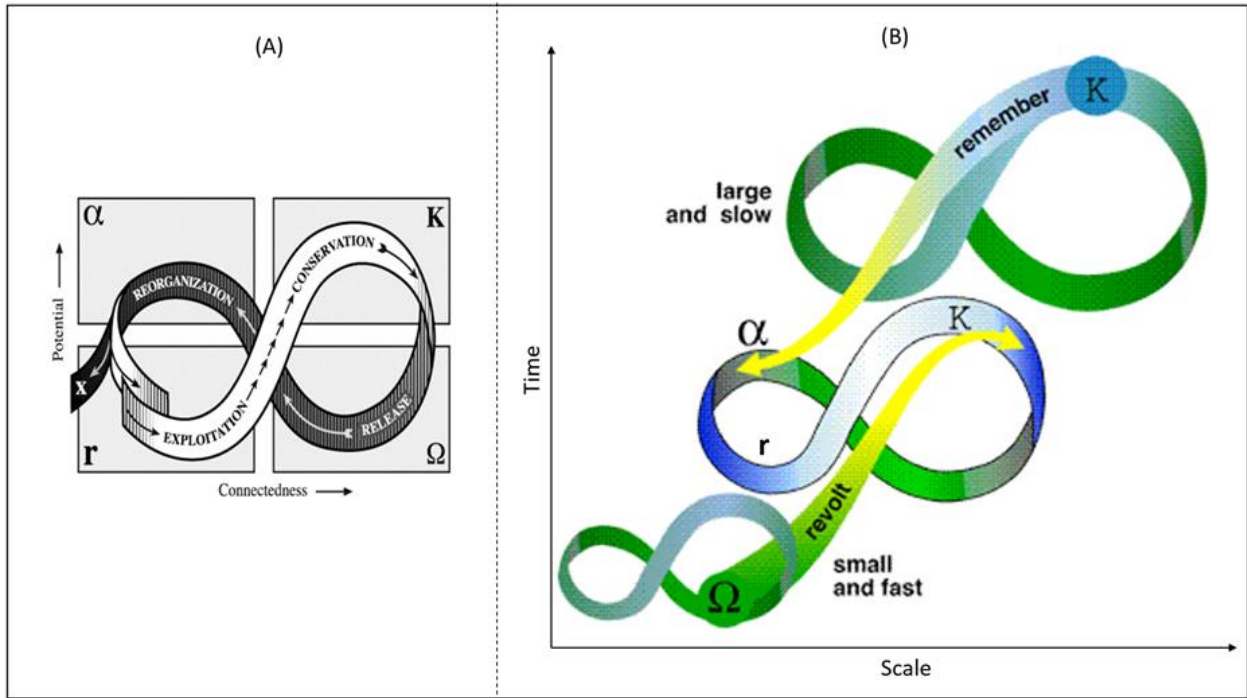 (A)
α
K
REORGANIZATION
CONSERVATION
Potential
x
EXPLOITATION
RELEASE
r
Ω
Connectedness
(B)
K
remember
large
and slow
α
K
r
revolt
small
and fast
Ω
Time
Scale